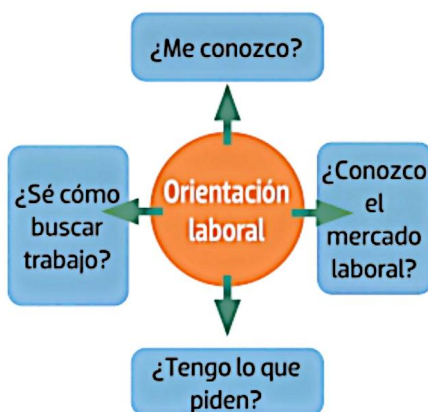 ¿Me conozco?
¿Sé cómo
buscar
trabajo?
Orientación
laboral
¿Conozco
el
mercado
laboral?
¿Tengo lo que
piden?